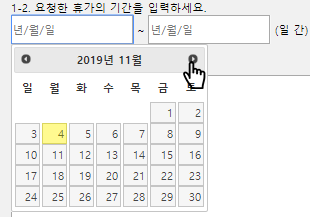 1-2. 요청한 휴가의 기간을 입력하세요.
년/월/일 ~ 년/월/일 (일 간)
2019년 11월
일 월 화 수 목 금 토
1 2
3 4 5 6 7 8 9
10 11 12 13 14 15 16
17 18 19 20 21 22 23
24 25 26 27 28 29 30